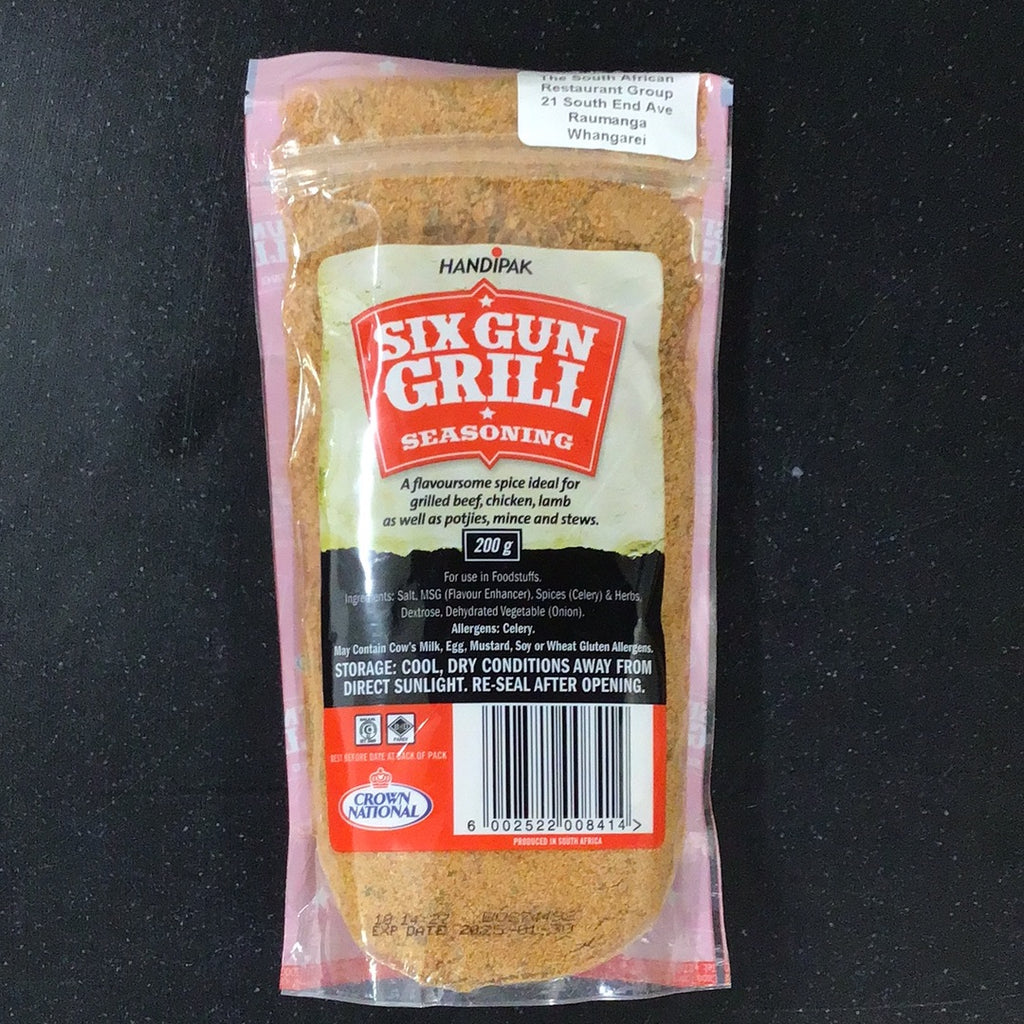 The South African
Restaurant Group
21 South End Ave
Raumanga
Whangarei
HANDiPAK
SIX GUN
GRILL
SEASONING
A flavoursome spice ideal for
grilled beef, chicken, lamb
as well as potjies, mince and stews.
200 g
For use in Foodstuffs.
Ingredients: Salt, MSG (Flavour Enhancer), Spices (Celery) & Herbs,
Dextrose, Dehydrated Vegetable (Onion).
Allergens: Celery.
May Contain Cow's Milk, Egg, Mustard, Soy or Wheat Gluten Allergens.
STORAGE: COOL, DRY CONDITIONS AWAY FROM
DIRECT SUNLIGHT. RE-SEAL AFTER OPENING.
BEST BEFORE DATE AT BACK OF PACK
CROWN
NATIONAL
6 002522 008414 >
PRODUCED IN SOUTH AFRICA
EXP DATE 2025-01-30